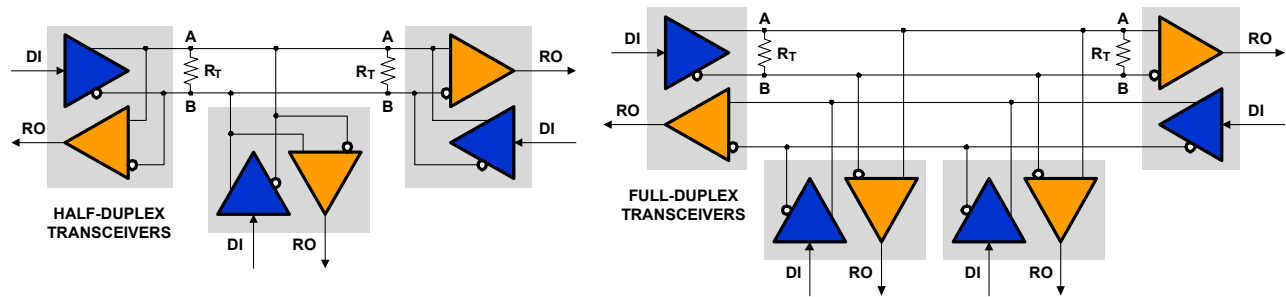 A
A
DI
RT
RT
RO
B
B
RO
DI
HALF-DUPLEX
TRANSCEIVERS
DI
RO
A
A
DI
RT
RT
RO
B
B
RO
DI
FULL-DUPLEX
TRANSCEIVERS
DI
RO
DI
RO